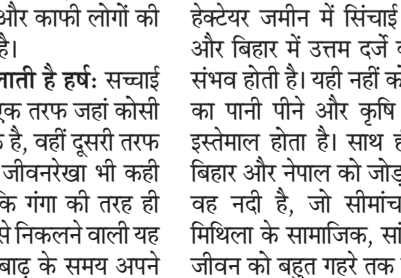 और काफी लोगों की
है।
लाती है हर्ष: सच्चाई
एक तरफ जहां कोसी
है, वहीं दूसरी तरफ
जीवनरेखा भी कही
कि गंगा की तरह ही
से निकलने वाली यह
बाढ़ के समय अपने
हेक्टेयर जमीन में सिंचाई
और बिहार में उत्तम दर्जे
संभव होती है। यही नहीं को
का पानी पीने और कृषि
इस्तेमाल होता है। साथ
बिहार और नेपाल को जोड़
वह नदी है, जो सीमांच
मिथिला के सामाजिक, सां
जीवन को बहुत गहरे तक